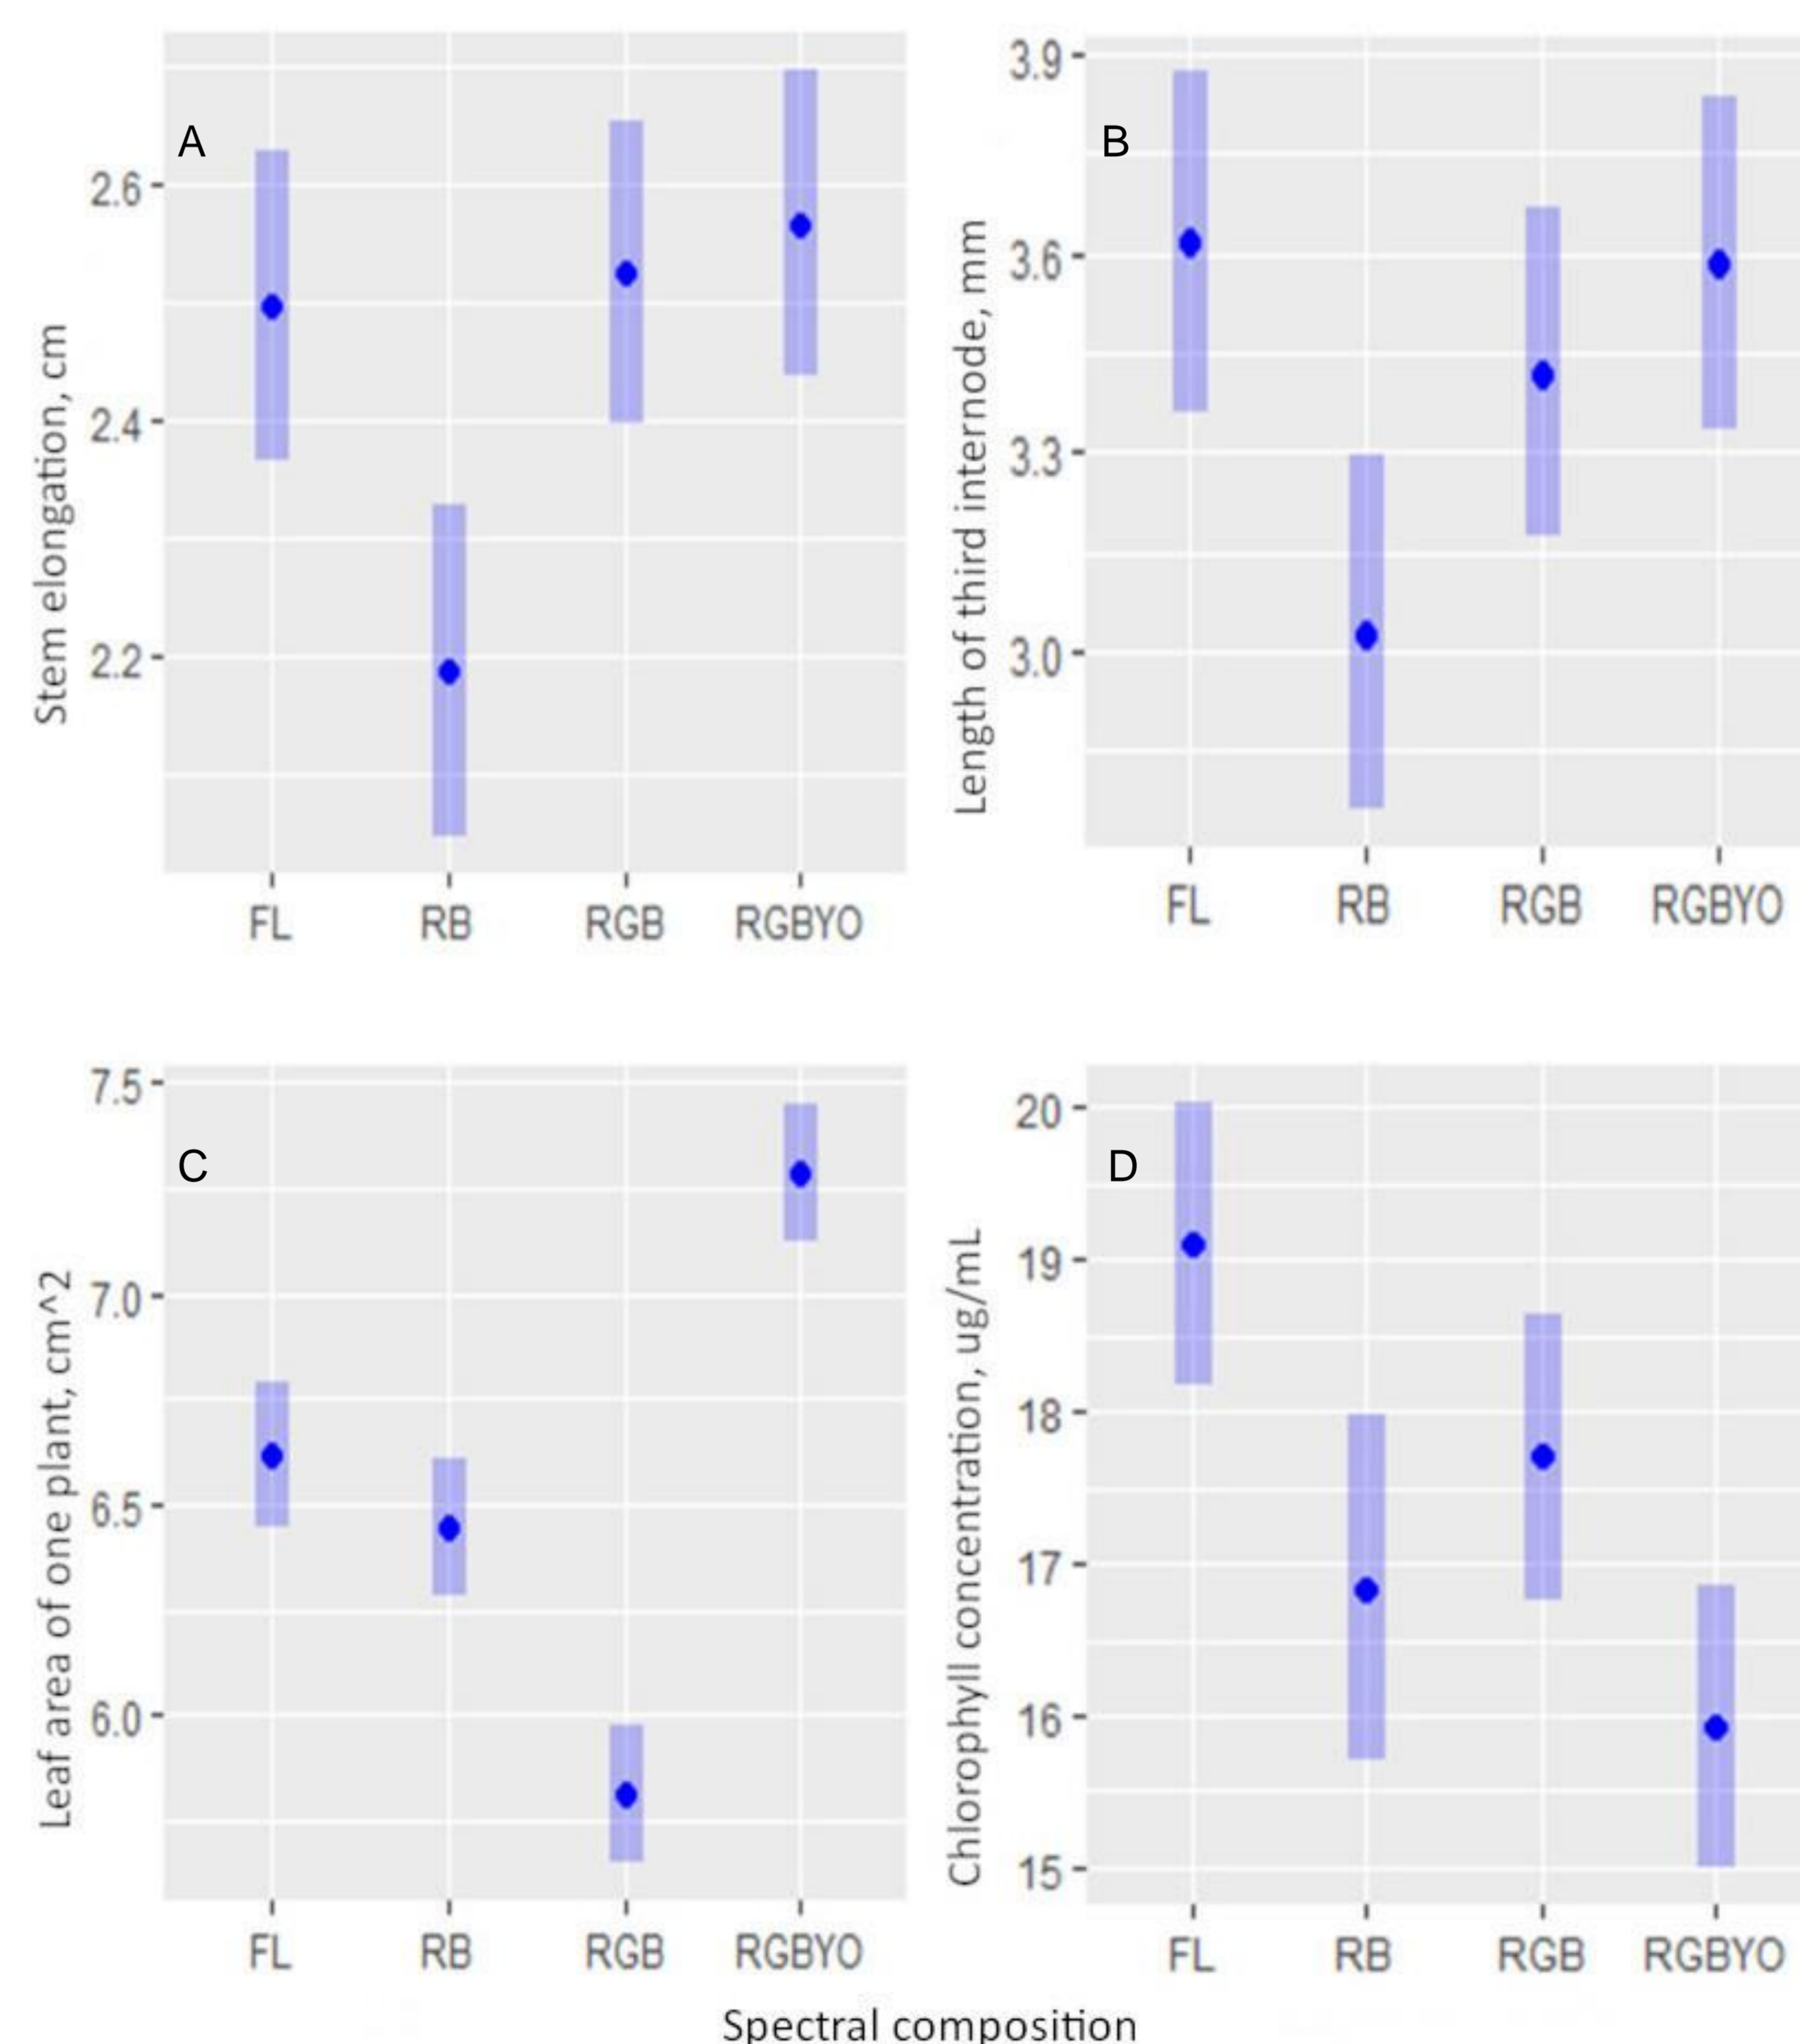 A
Stem elongation, cm
2.6
2.4
2.2
FL RB RGB RGBYO
B
Length of third internode, mm
3.9
3.6
3.3
3.0
FL RB RGB RGBYO
C
Leaf area of one plant, cm^2
7.5
7.0
6.5
6.0
FL RB RGB RGBYO
D
Chlorophyll concentration, ug/mL
20
19
18
17
16
15
FL RB RGB RGBYO
Spectral composition